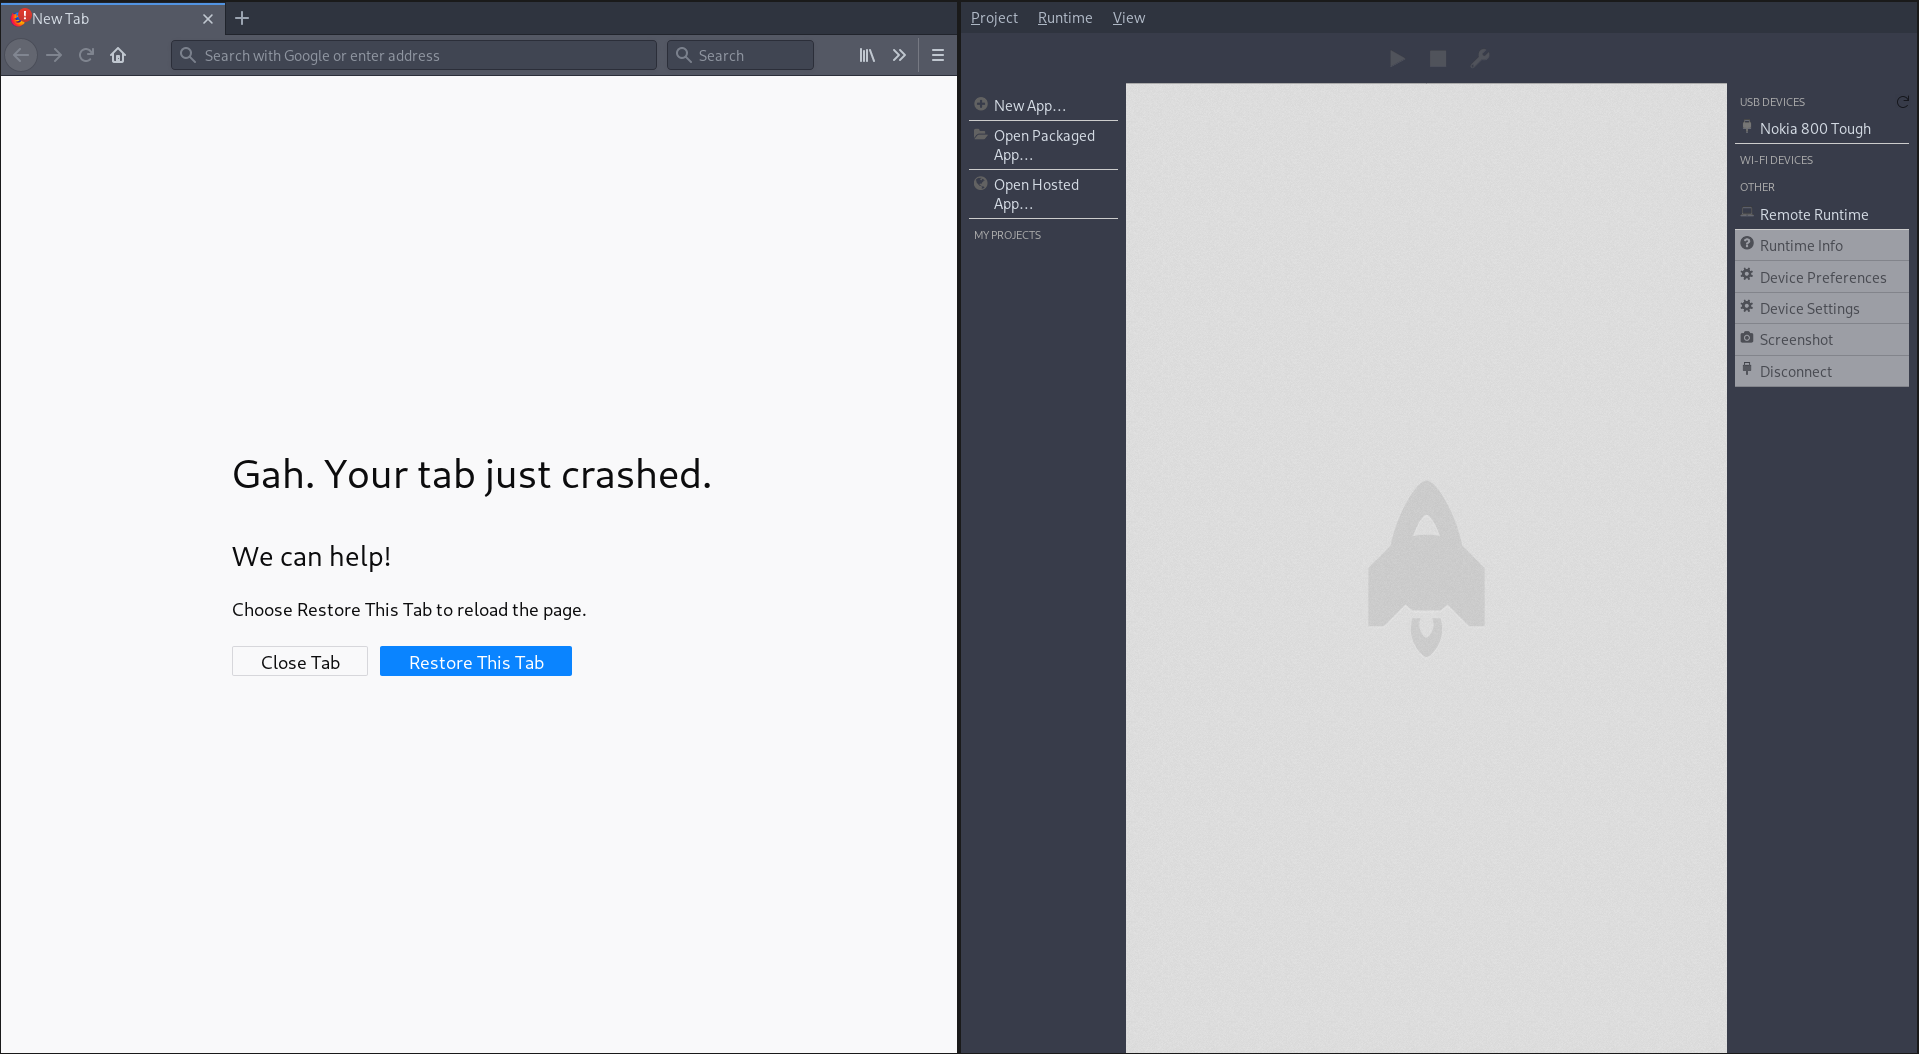 New Tab
Search with Google or enter address
Search
Gah. Your tab just crashed.
We can help!
Choose Restore This Tab to reload the page.
Close Tab
Restore This Tab
Project Runtime View
New App...
Open Packaged
App...
Open Hosted
App...
MY PROJECTS
USB DEVICES
Nokia 800 Tough
WI-FI DEVICES
OTHER
Remote Runtime
Runtime Info
Device Preferences
Device Settings
Screenshot
Disconnect